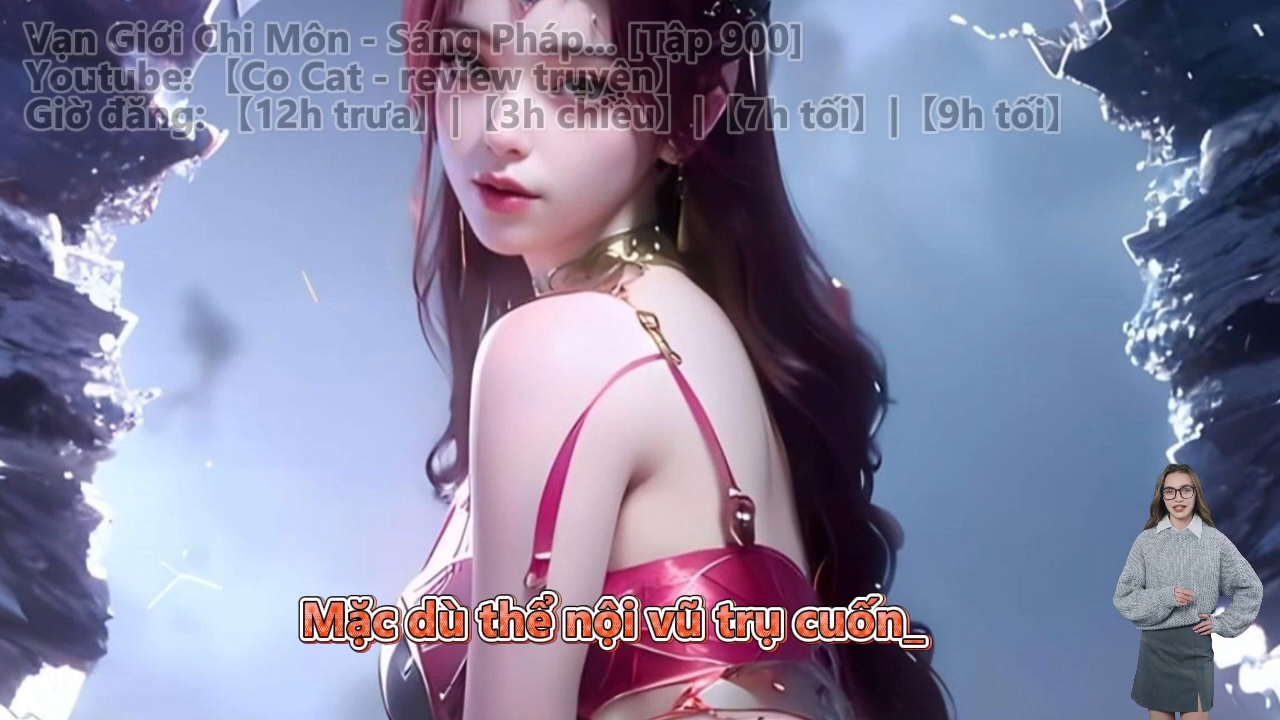 Vạn Giới Chi Môn - Sáng Pháp... [Tập 900]
Youtube: 【Co Cat - review truyện】
Giờ đăng: 【12h trưa】 | 【3h chiều】 | 【7h tối】 | 【9h tối】
Mặc dù thể nội vũ trụ cuốn_